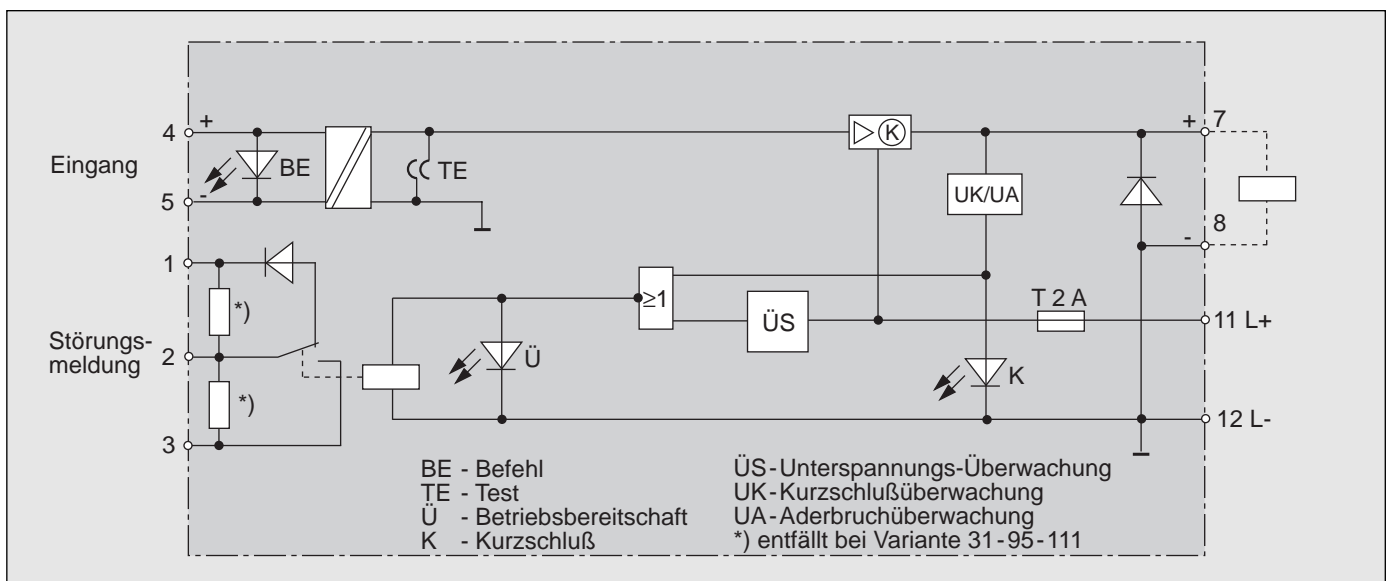 4 +
+ 7
Eingang
BE
TE
K
UK/UA
5 -
- 8
1
*)
≥1
ÜS
T 2 A
11 L+
Störungs-
meldung
2
Ü
K
*)
3
12 L-
BE - Befehl
TE - Test
Ü - Betriebsbereitschaft
K - Kurzschluß
ÜS-Unterspannungs-Überwachung
UK-Kurzschlußüberwachung
UA-Aderbruchüberwachung
*) entfällt bei Variante 31-95-111